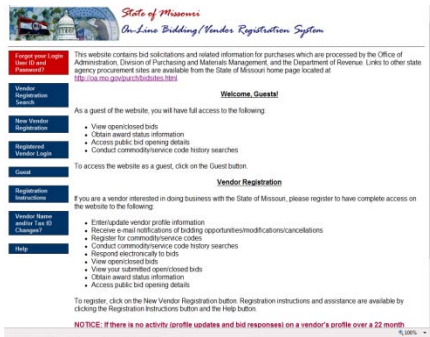 State of Missouri
On-Line Bidding/Vendor Registration System
Forgot your Login
User ID and
Password?
Vendor
Registration
Search
New Vendor
Registration
Registered
Vendor Login
Guest
Registration
Instructions
Vendor Name
and/or Tax ID
Changes?
Help
This website contains bid solicitations and related information for purchases which are processed by the Office of
Administration, Division of Purchasing and Materials Management, and the Department of Revenue. Links to other state
agency procurement sites are available from the State of Missouri home page located at
http://oa.mo.gov/purch/bidsites.html
Welcome, Guests!
As a guest of the website, you will have full access to the following:
• View open/closed bids
• Obtain award status information
• Access public bid opening details
• Conduct commodity/service code history searches
To access the website as a guest, click on the Guest button.
Vendor Registration
If you are a vendor interested in doing business with the State of Missouri, please register to have complete access on
the website to the following:
• Enter/update vendor profile information
• Receive e-mail notifications of bidding opportunities/modifications/cancellations
• Register for commodity/service codes
• Conduct commodity/service code history searches
• Respond electronically to bids
• View open/closed bids
• View your submitted open/closed bids
• Obtain award status information
• Access public bid opening details
To register, click on the New Vendor Registration button. Registration instructions and assistance are available by
clicking the Registration Instructions button and the Help button.
NOTICE: If there is no activity (profile updates and bid responses) on a vendor's profile over a 22 month
100%